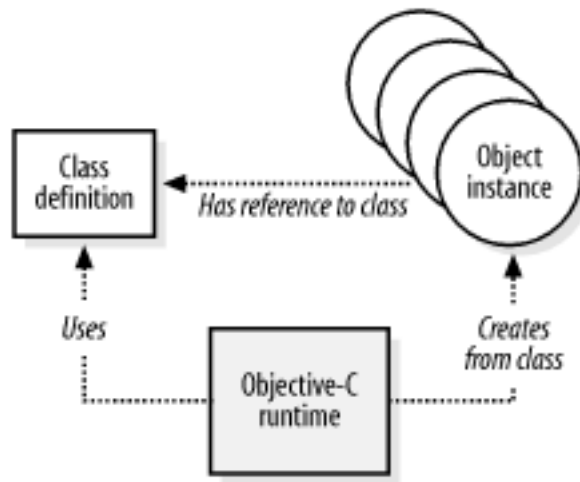 Class
definition
Object
instance
Has reference to class
Uses
Creates
from class
Objective-C
runtime